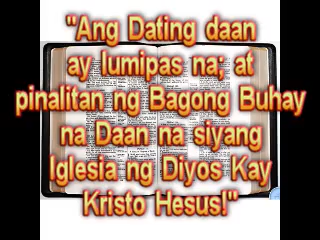 "Ang Dating daan
ay lumipas na; at
pinalitan ng Bagong Buhay
na Daan na siyang
Iglesia ng Diyos Kay
Kristo Hesus!"